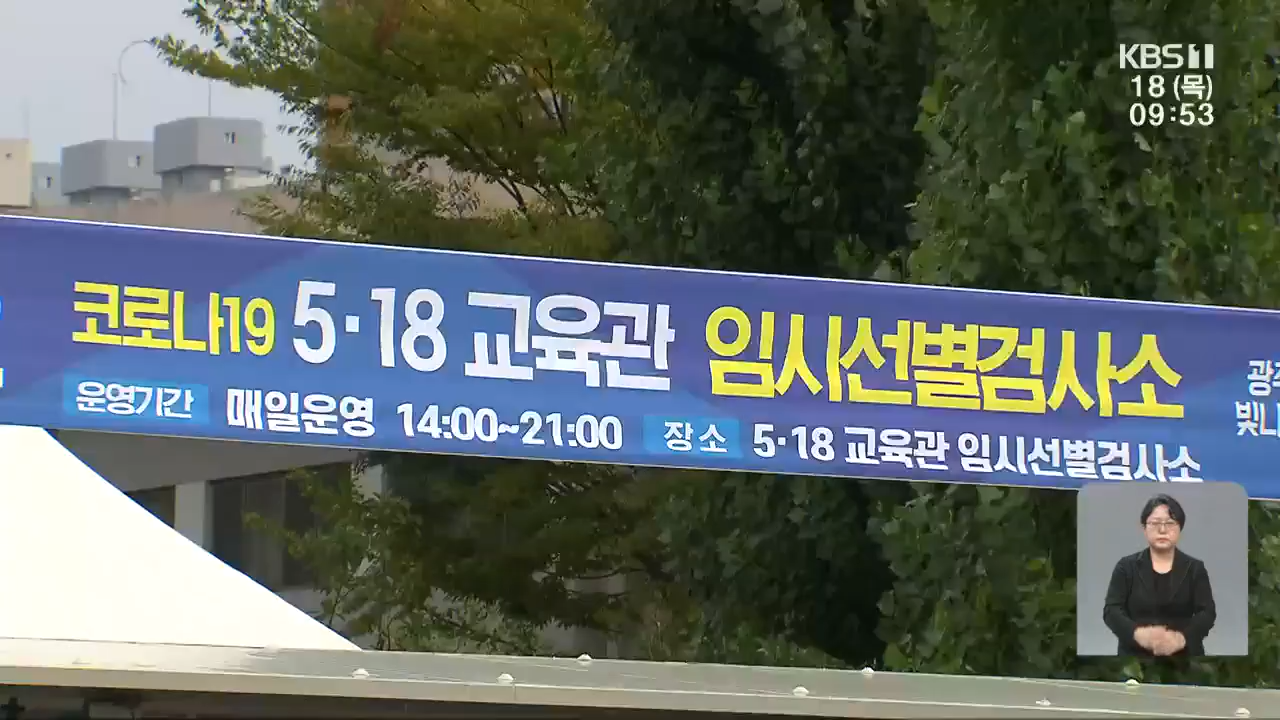 KBS 1
18 (목)
09:53
코로나19 5·18 교육관 임시선별검사소
운영기간 매일운영 14:00~21:00 장소 5·18 교육관 임시선별검사소